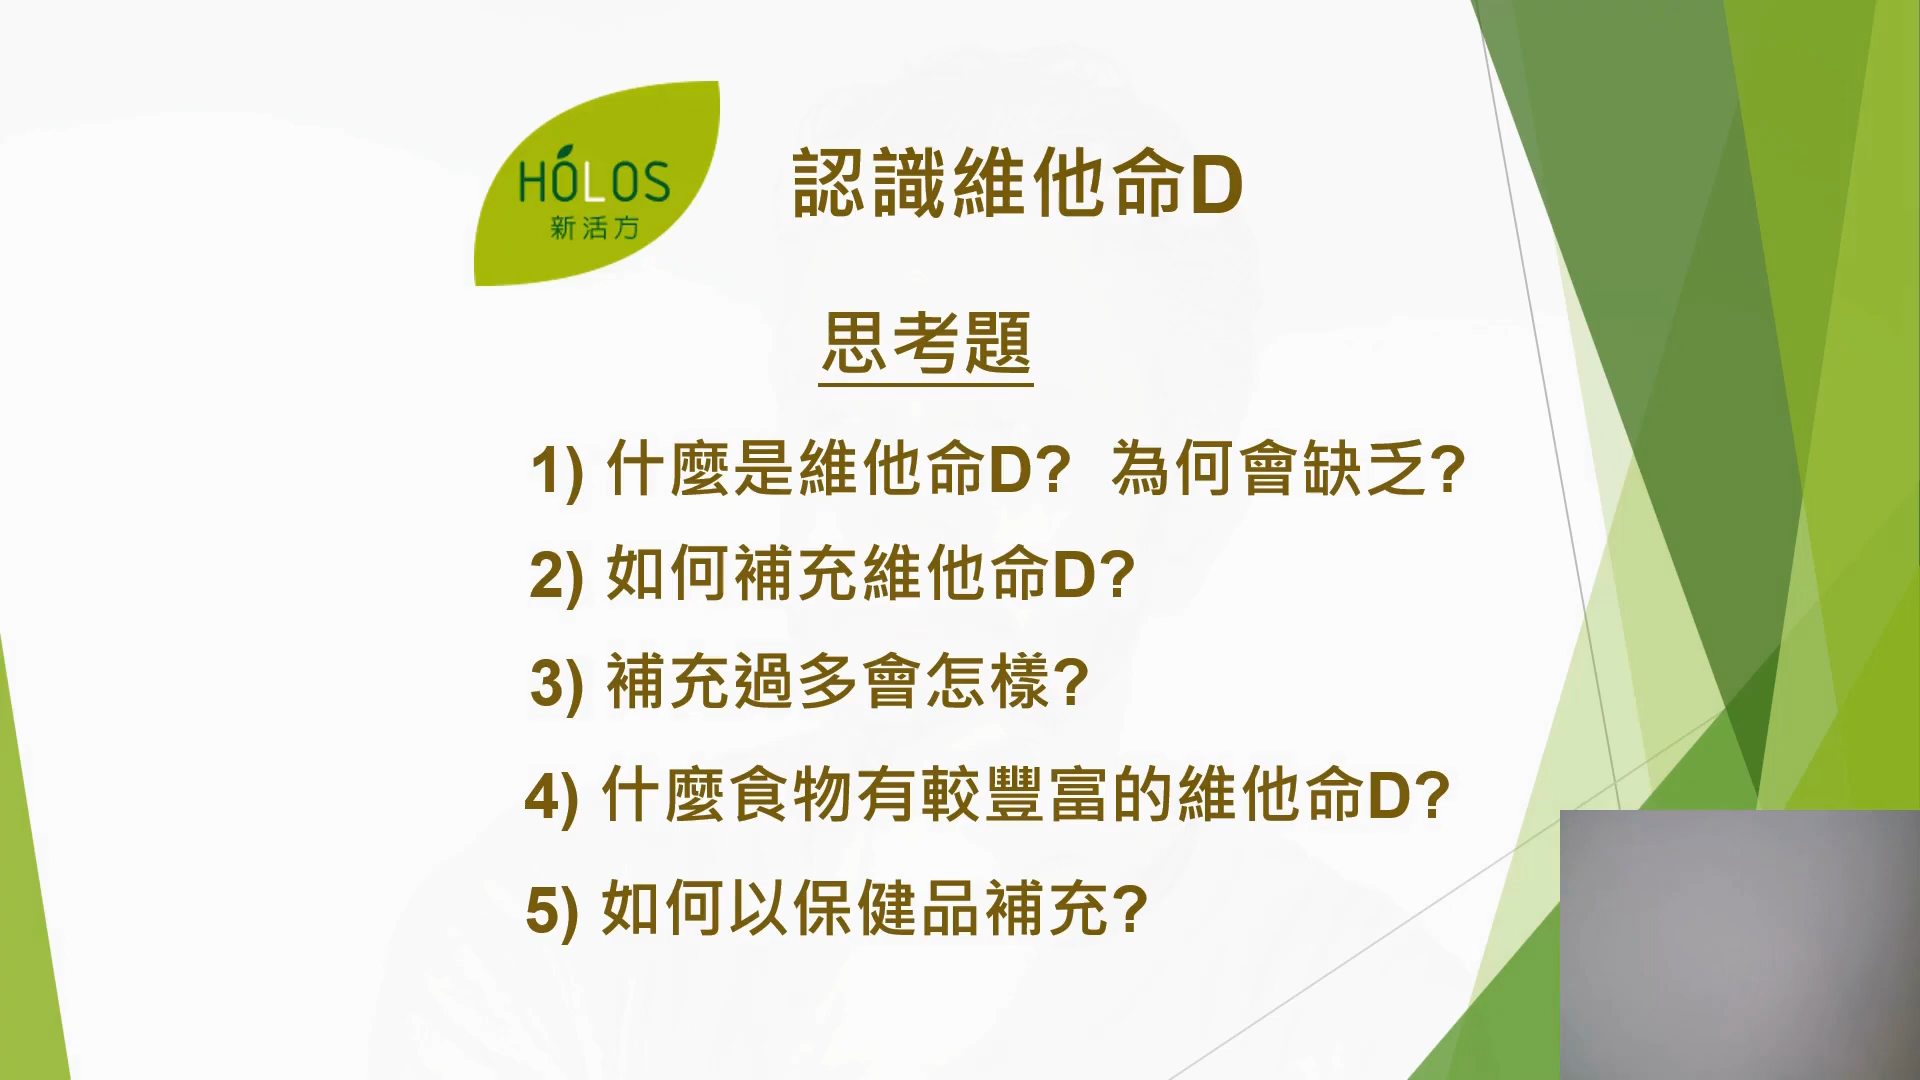 HOLOS
新活方
認識維他命D
思考題
1) 什麼是維他命D? 為何會缺乏?
2) 如何補充維他命D?
3) 補充過多會怎樣?
4) 什麼食物有較豐富的維他命D?
5) 如何以保健品補充?